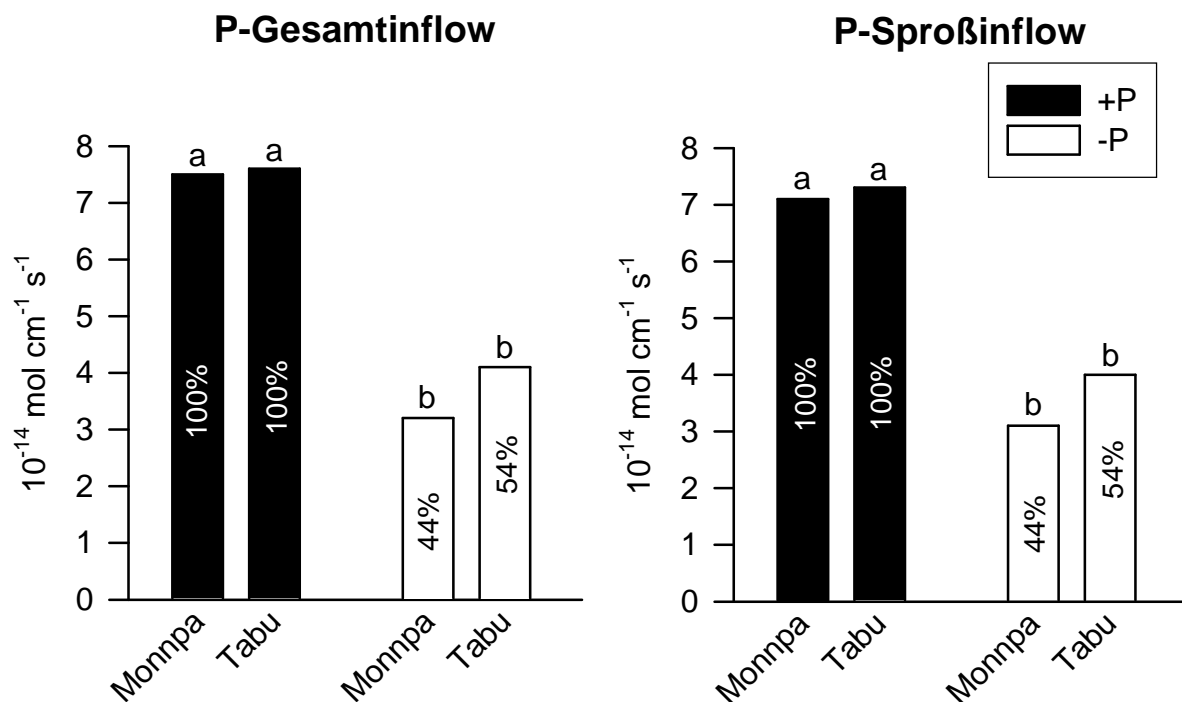 P-Gesamtinflow
10⁻¹⁴ mol cm⁻¹ s⁻¹
8
7
6
5
4
3
2
1
0
a
a
b
b
100%
100%
44%
54%
Monnpa
Tabu
Monnpa
Tabu
P-Sproßinflow
+P
-P
10⁻¹⁴ mol cm⁻¹ s⁻¹
8
7
6
5
4
3
2
1
0
a
a
b
b
100%
100%
44%
54%
Monnpa
Tabu
Monnpa
Tabu